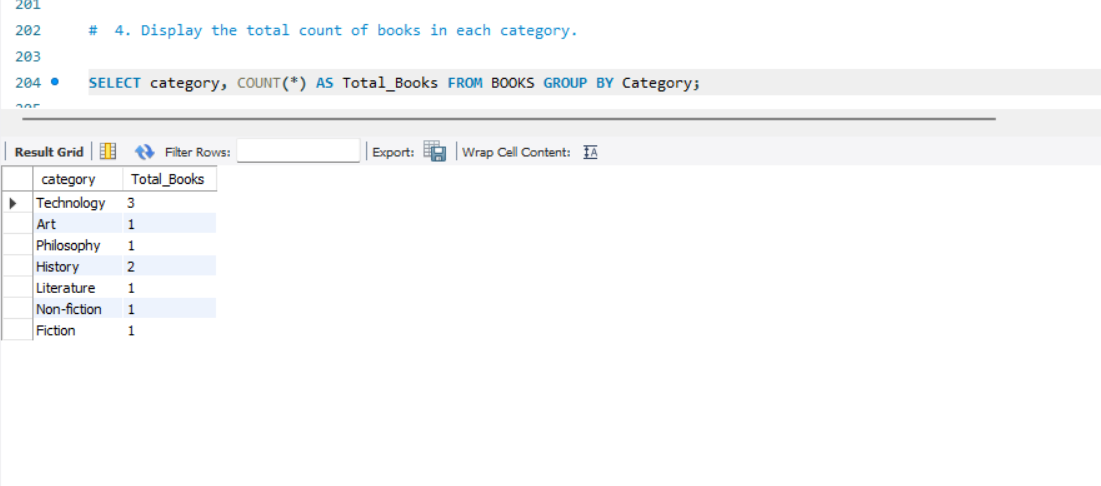 201
202 # 4. Display the total count of books in each category.
203
204 SELECT category, COUNT(*) AS Total_Books FROM BOOKS GROUP BY Category;
205
Result Grid Filter Rows: Export: Wrap Cell Content: IA
category Total_Books
Technology 3
Art 1
Philosophy 1
History 2
Literature 1
Non-fiction 1
Fiction 1